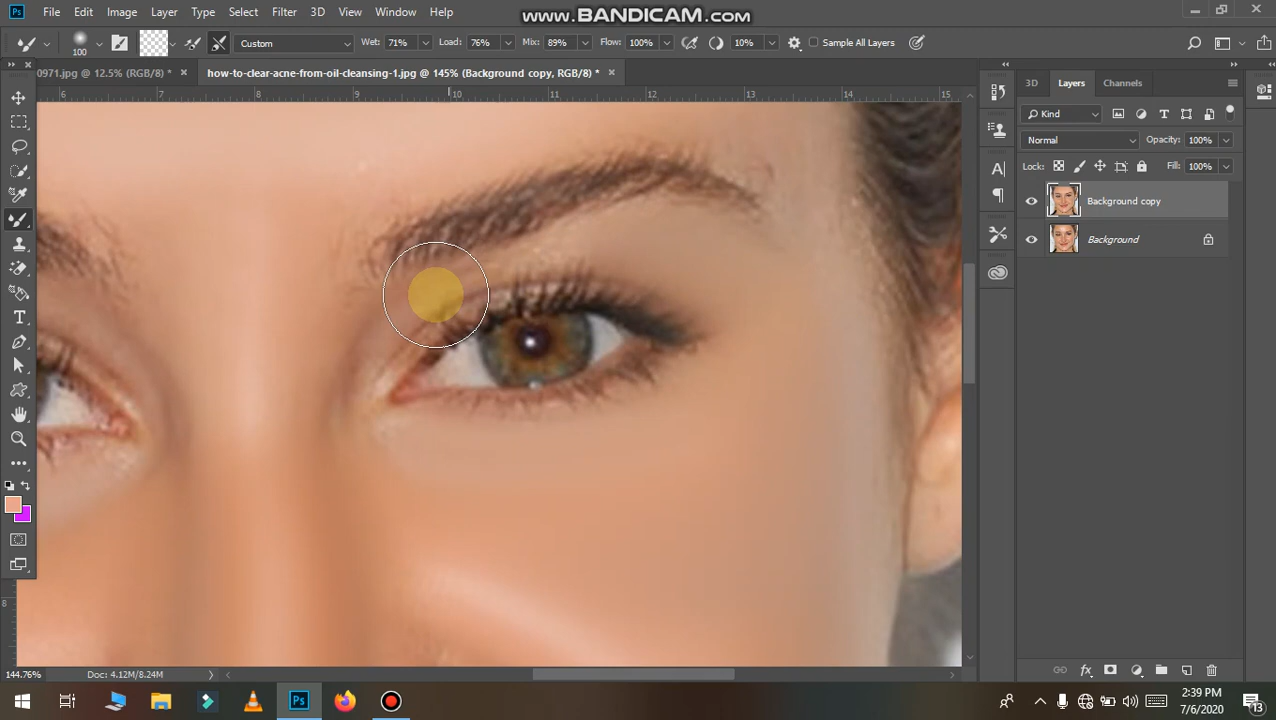 Ps File Edit Image Layer Type Select Filter 3D View Window Help
www.BANDICAM.com
100 Custom Wet: 71% Load: 76% Mix: 89% Flow: 100% 10% Sample All Layers
0971.jpg @ 12.5% (RGB/8) * × how-to-clear-acne-from-oil-cleansing-1.jpg @ 145% (Background copy, RGB/8) * ×
6 7 8 9 10 11 12 13 14 15
3D Layers Channels
Kind
Normal Opacity: 100%
Lock: Fill: 100%
Background copy
Background
8
144.76% Doc: 4.12M/8.24M
Ps
2:39 PM
7/6/2020
13